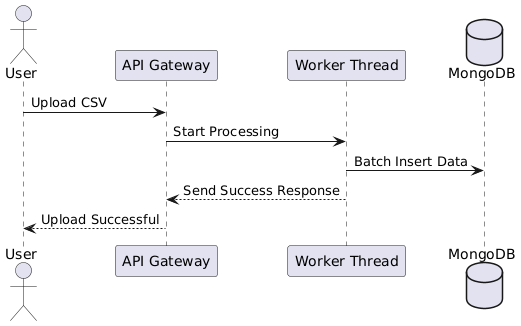 User
API Gateway
Worker Thread
MongoDB
Upload CSV
Start Processing
Batch Insert Data
Send Success Response
Upload Successful
User
API Gateway
Worker Thread
MongoDB